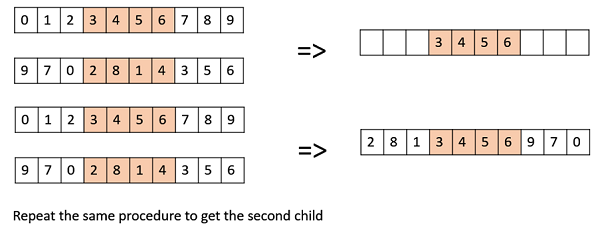 0 1 2 3 4 5 6 7 8 9
=> 3 4 5 6
9 7 0 2 8 1 4 3 5 6
0 1 2 3 4 5 6 7 8 9
=> 2 8 1 3 4 5 6 9 7 0
9 7 0 2 8 1 4 3 5 6
Repeat the same procedure to get the second child